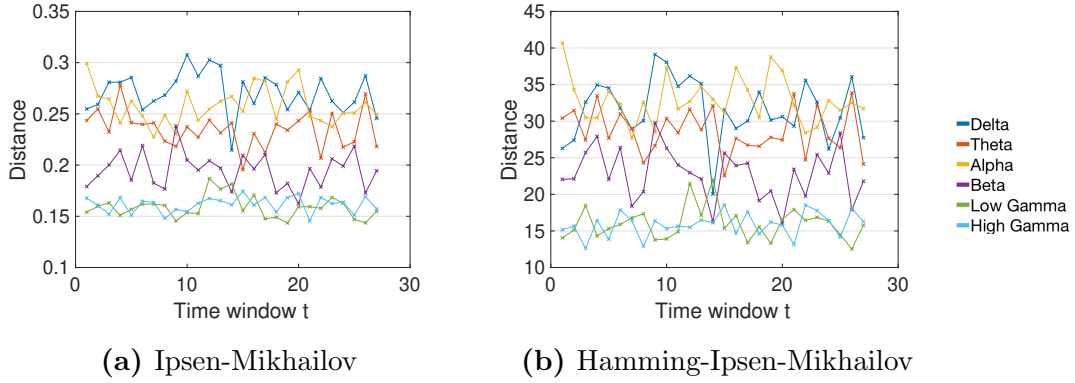 0.35
0.3
0.25
0.2
0.15
0.1
Distance
0 10 20 30
Time window t
(a) Ipsen-Mikhailov
45
40
35
30
25
20
15
10
Distance
0 10 20 30
Time window t
(b) Hamming-Ipsen-Mikhailov
Delta
Theta
Alpha
Beta
Low Gamma
High Gamma